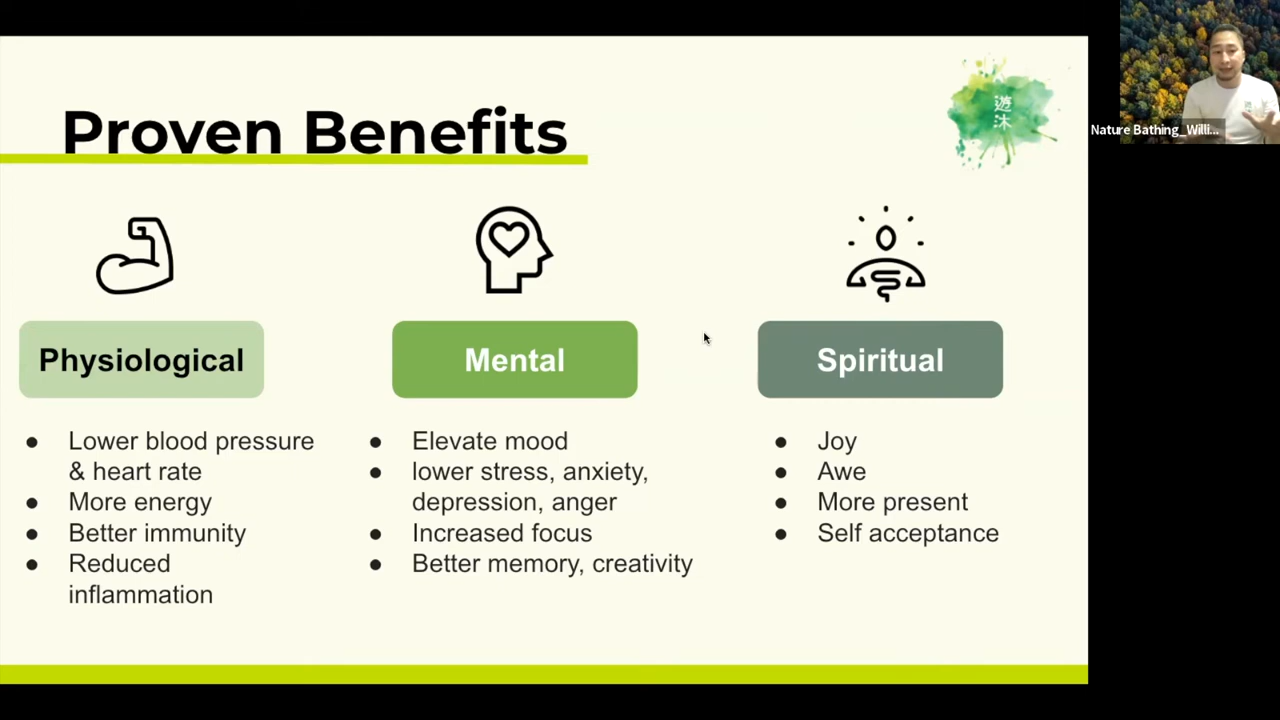 Proven Benefits
遊
沐
Nature Bathing_Willi...
Physiological
Mental
Spiritual
● Lower blood pressure
& heart rate
● More energy
● Better immunity
● Reduced
inflammation
● Elevate mood
● lower stress, anxiety,
depression, anger
● Increased focus
● Better memory, creativity
● Joy
● Awe
● More present
● Self acceptance